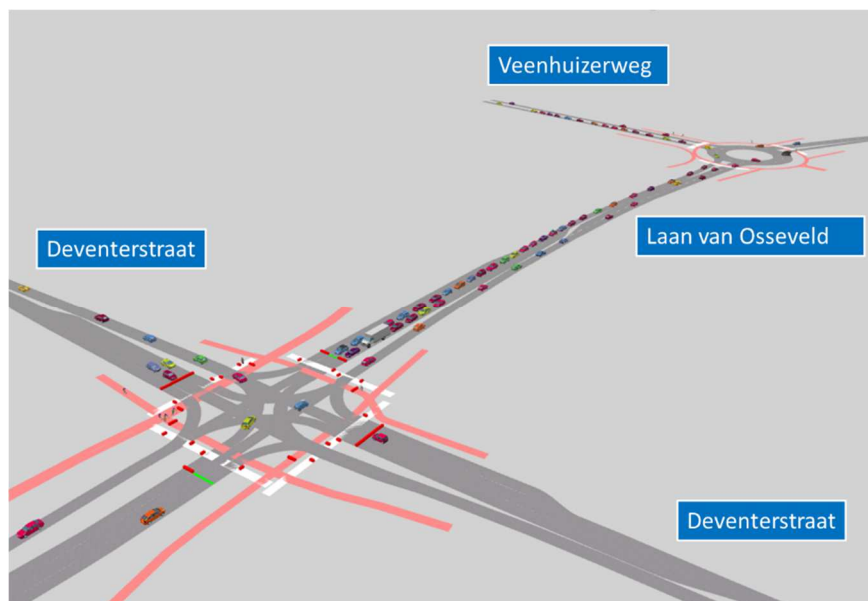 Veenhuizerweg
Deventerstraat
Laan van Osseveld
Deventerstraat